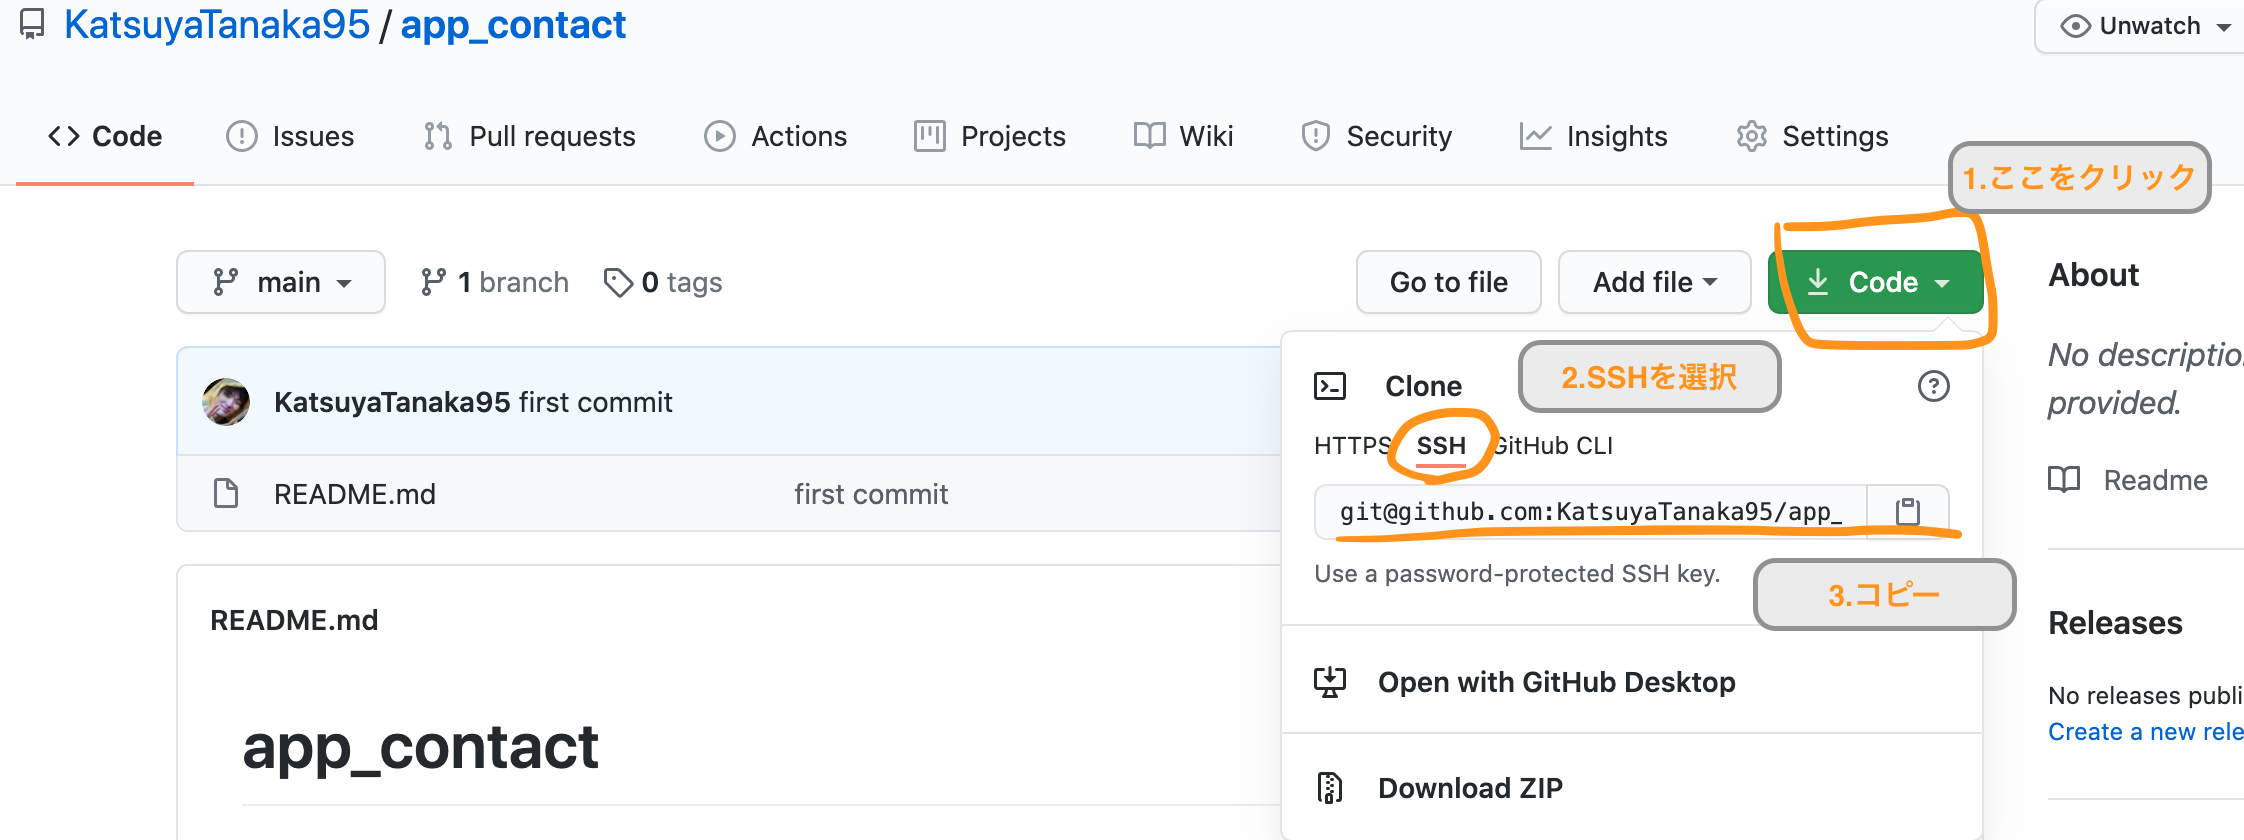 KatsuyaTanaka95 / app_contact
Unwatch
Code
Issues
Pull requests
Actions
Projects
Wiki
Security
Insights
Settings
1.ここをクリック
main
1 branch
0 tags
Go to file
Add file
Code
About
No descriptio
provided.
KatsuyaTanaka95 first commit
Clone
2.SSHを選択
HTTPS
SSH
GitHub CLI
README.md
first commit
git@github.com:KatsuyaTanaka95/app_
Readme
Use a password-protected SSH key.
3.コピー
README.md
Releases
Open with GitHub Desktop
No releases publi
Create a new rele
app_contact
Download ZIP